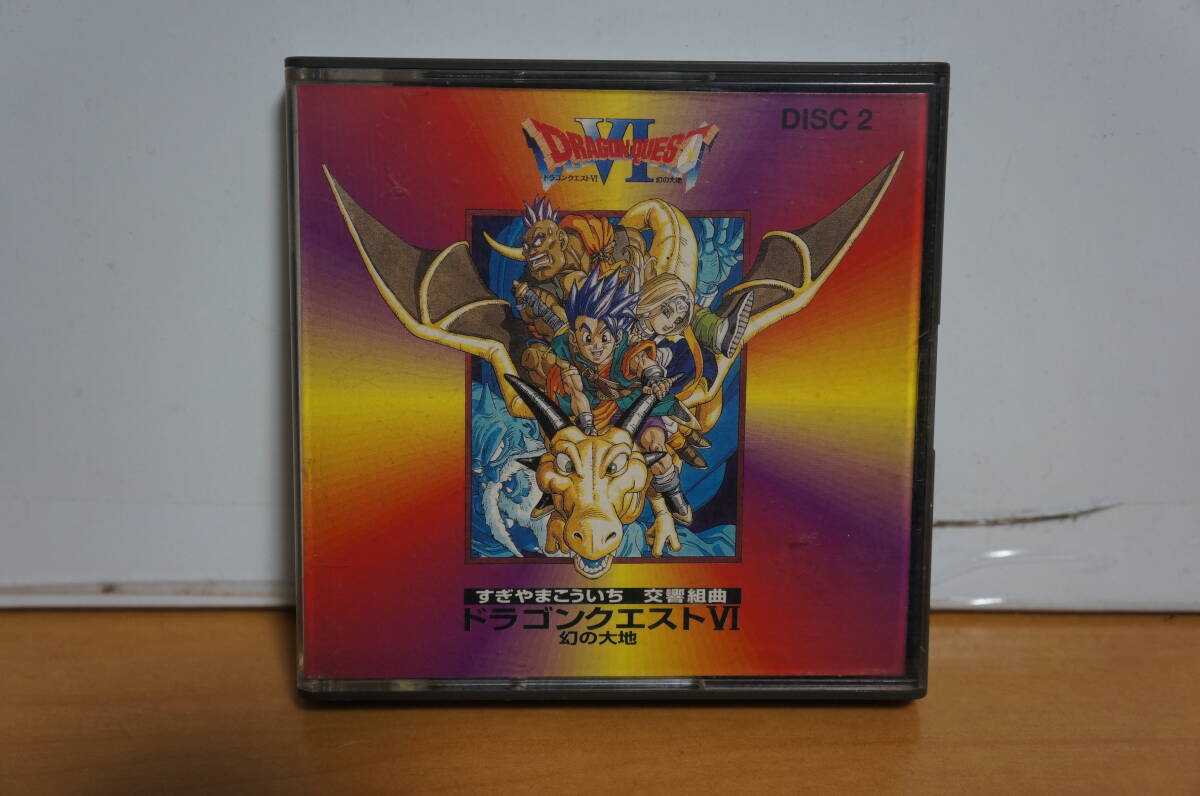 DISC 2
DRAGON QUEST
VI
ドラゴンクエストVI 幻の大地
すぎやまこういち 交響組曲
ドラゴンクエストVI
幻の大地